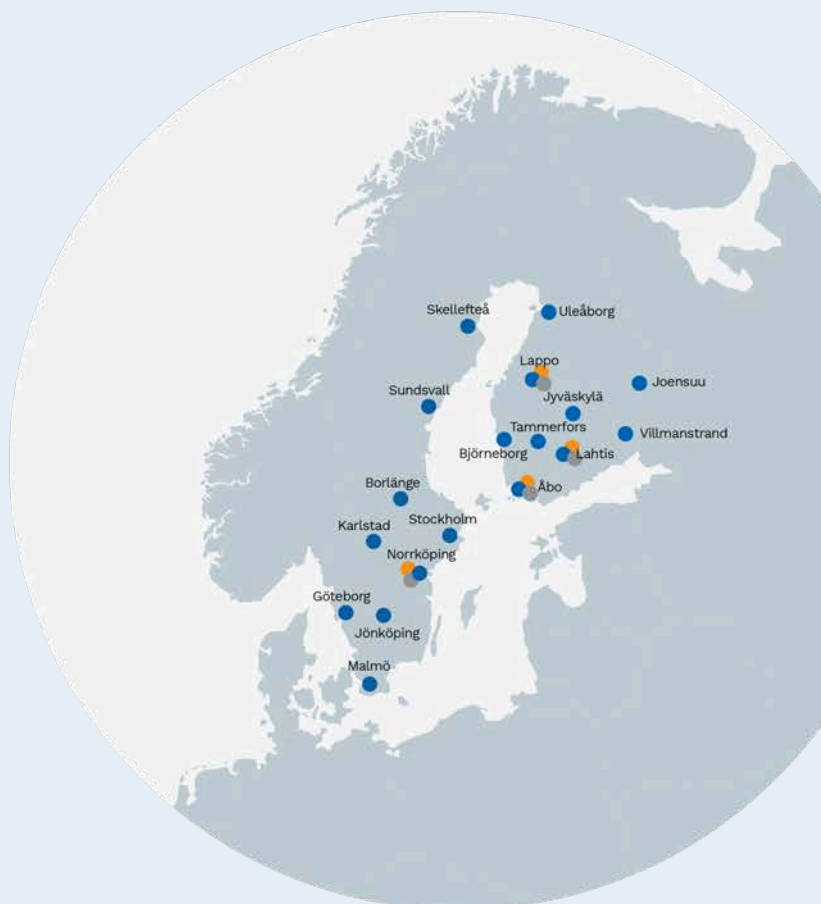 Skellefteå
Uleåborg
Lappo
Joensuu
Sundsvall
Jyväskylä
Tammerfors
Villmanstrand
Björneborg
Lahtis
Borlänge
Åbo
Stockholm
Karlstad
Norrköping
Göteborg
Jönköping
Malmö